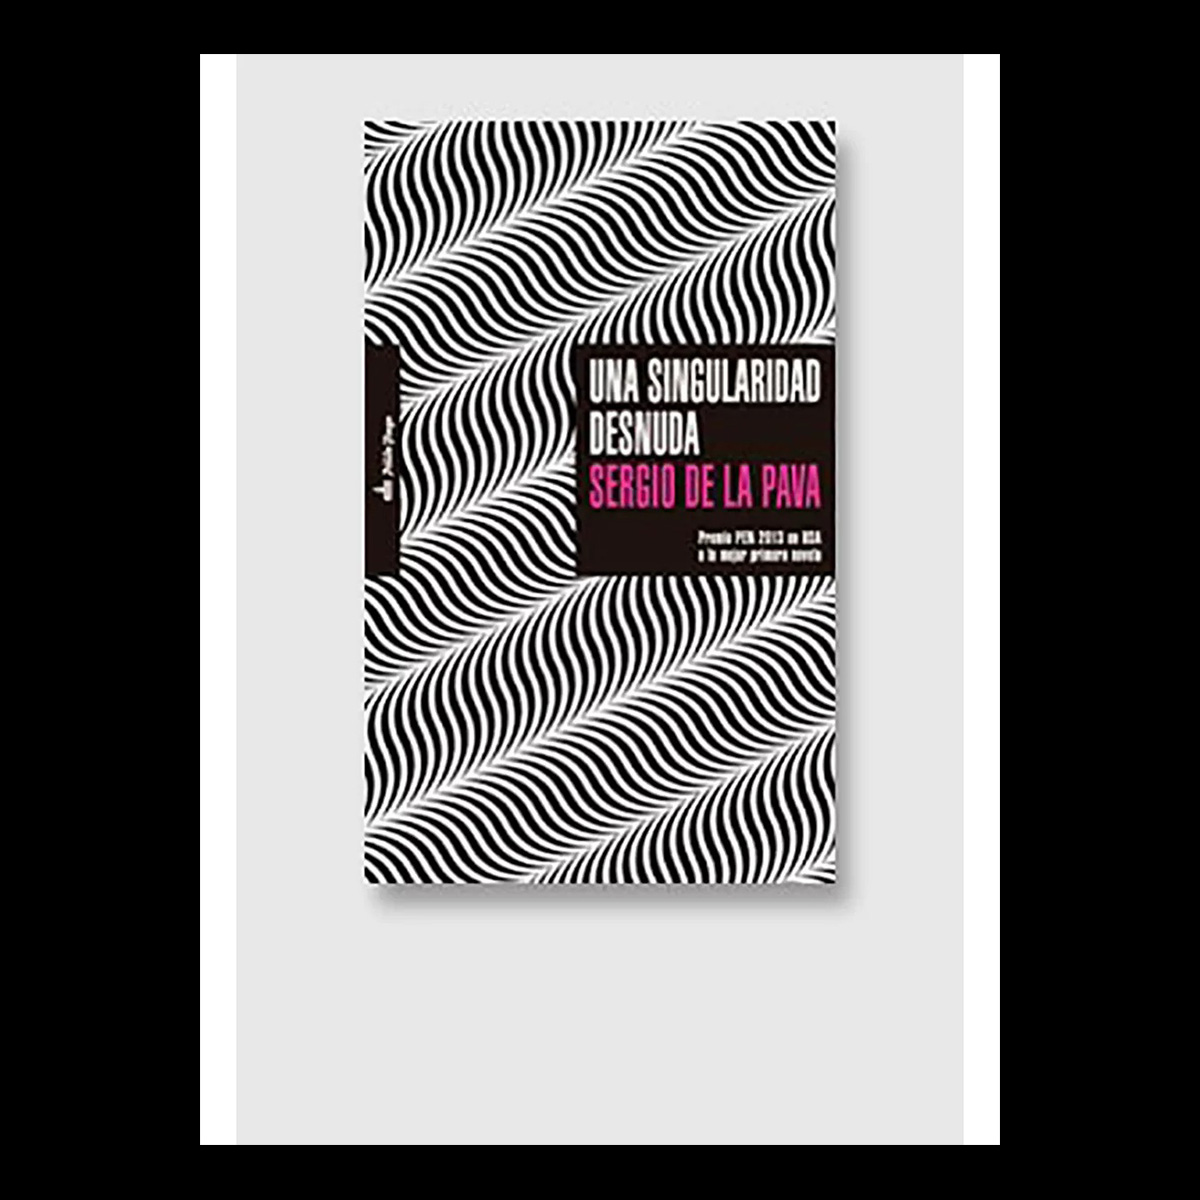 UNA SINGULARIDAD
DESNUDA
SERGIO DE LA PAVA
Premio PEN 2013 en USA
a la mejor primera novela